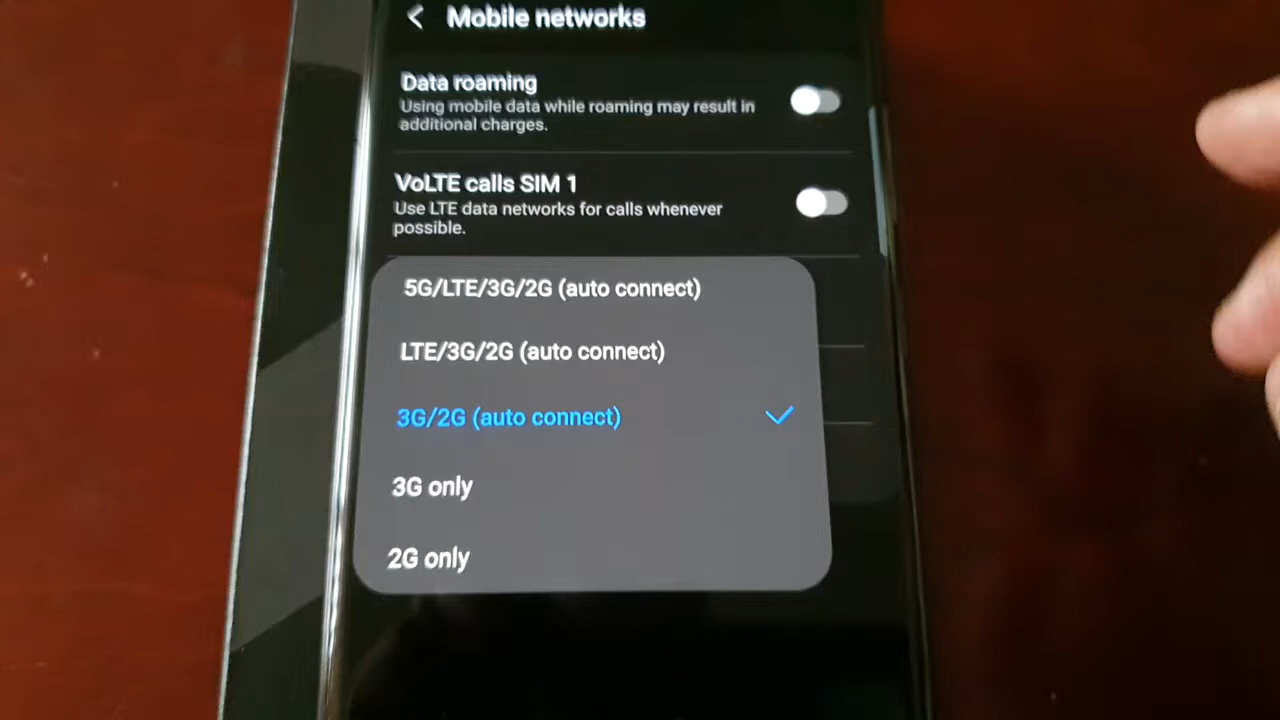 Mobile networks
Data roaming
Using mobile data while roaming may result in
additional charges.
VoLTE calls SIM 1
Use LTE data networks for calls whenever
possible.
5G/LTE/3G/2G (auto connect)
LTE/3G/2G (auto connect)
3G/2G (auto connect)
3G only
2G only